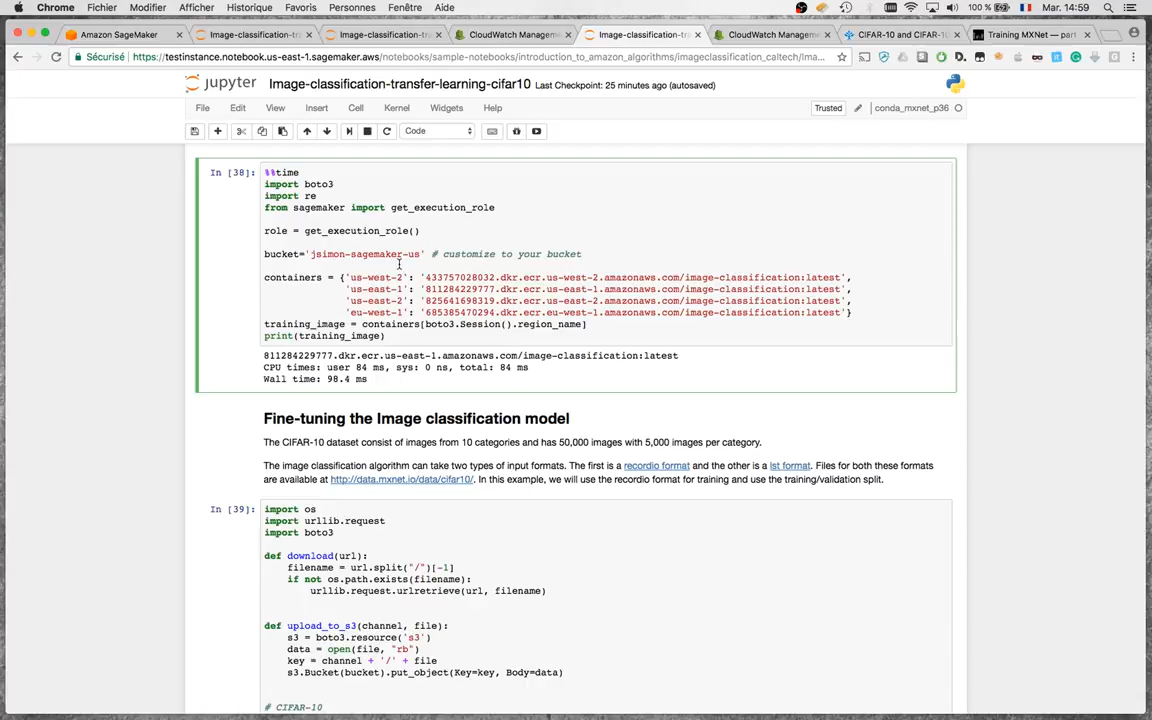 Chrome Fichier Modifier Afficher Historique Favoris Personnes Fenêtre Aide 100 % Mar. 14:59
Amazon SageMaker Image-classification-tra Image-classification-tra CloudWatch Manageme Image-classification-tra CloudWatch Manageme CIFAR-10 and CIFAR-10 Training MXNet — part
Sécurisé https://testinstance.notebook.us-east-1.sagemaker.aws/notebooks/sample-notebooks/introduction_to_amazon_algorithms/imageclassification_caltech/Ima...
jupyter Image-classification-transfer-learning-cifar10 Last Checkpoint: 25 minutes ago (autosaved)
File Edit View Insert Cell Kernel Widgets Help Trusted conda_mxnet_p36
Code
In [38]: %%time
import boto3
import re
from sagemaker import get_execution_role
role = get_execution_role()
bucket='jsimon-sagemaker-us' # customize to your bucket
containers = {'us-west-2': '433757028032.dkr.ecr.us-west-2.amazonaws.com/image-classification:latest',
'us-east-1': '811284229777.dkr.ecr.us-east-1.amazonaws.com/image-classification:latest',
'us-east-2': '825641698319.dkr.ecr.us-east-2.amazonaws.com/image-classification:latest',
'eu-west-1': '685385470294.dkr.ecr.eu-west-1.amazonaws.com/image-classification:latest'}
training_image = containers[boto3.Session().region_name]
print(training_image)
811284229777.dkr.ecr.us-east-1.amazonaws.com/image-classification:latest
CPU times: user 84 ms, sys: 0 ns, total: 84 ms
Wall time: 98.4 ms
Fine-tuning the Image classification model
The CIFAR-10 dataset consist of images from 10 categories and has 50,000 images with 5,000 images per category.
The image classification algorithm can take two types of input formats. The first is a recordio format and the other is a lst format. Files for both these formats
are available at http://data.mxnet.io/data/cifar10/. In this example, we will use the recordio format for training and use the training/validation split.
In [39]: import os
import urllib.request
import boto3
def download(url):
filename = url.split("/")[-1]
if not os.path.exists(filename):
urllib.request.urlretrieve(url, filename)
def upload_to_s3(channel, file):
s3 = boto3.resource('s3')
data = open(file, "rb")
key = channel + '/' + file
s3.Bucket(bucket).put_object(Key=key, Body=data)
# CIFAR-10